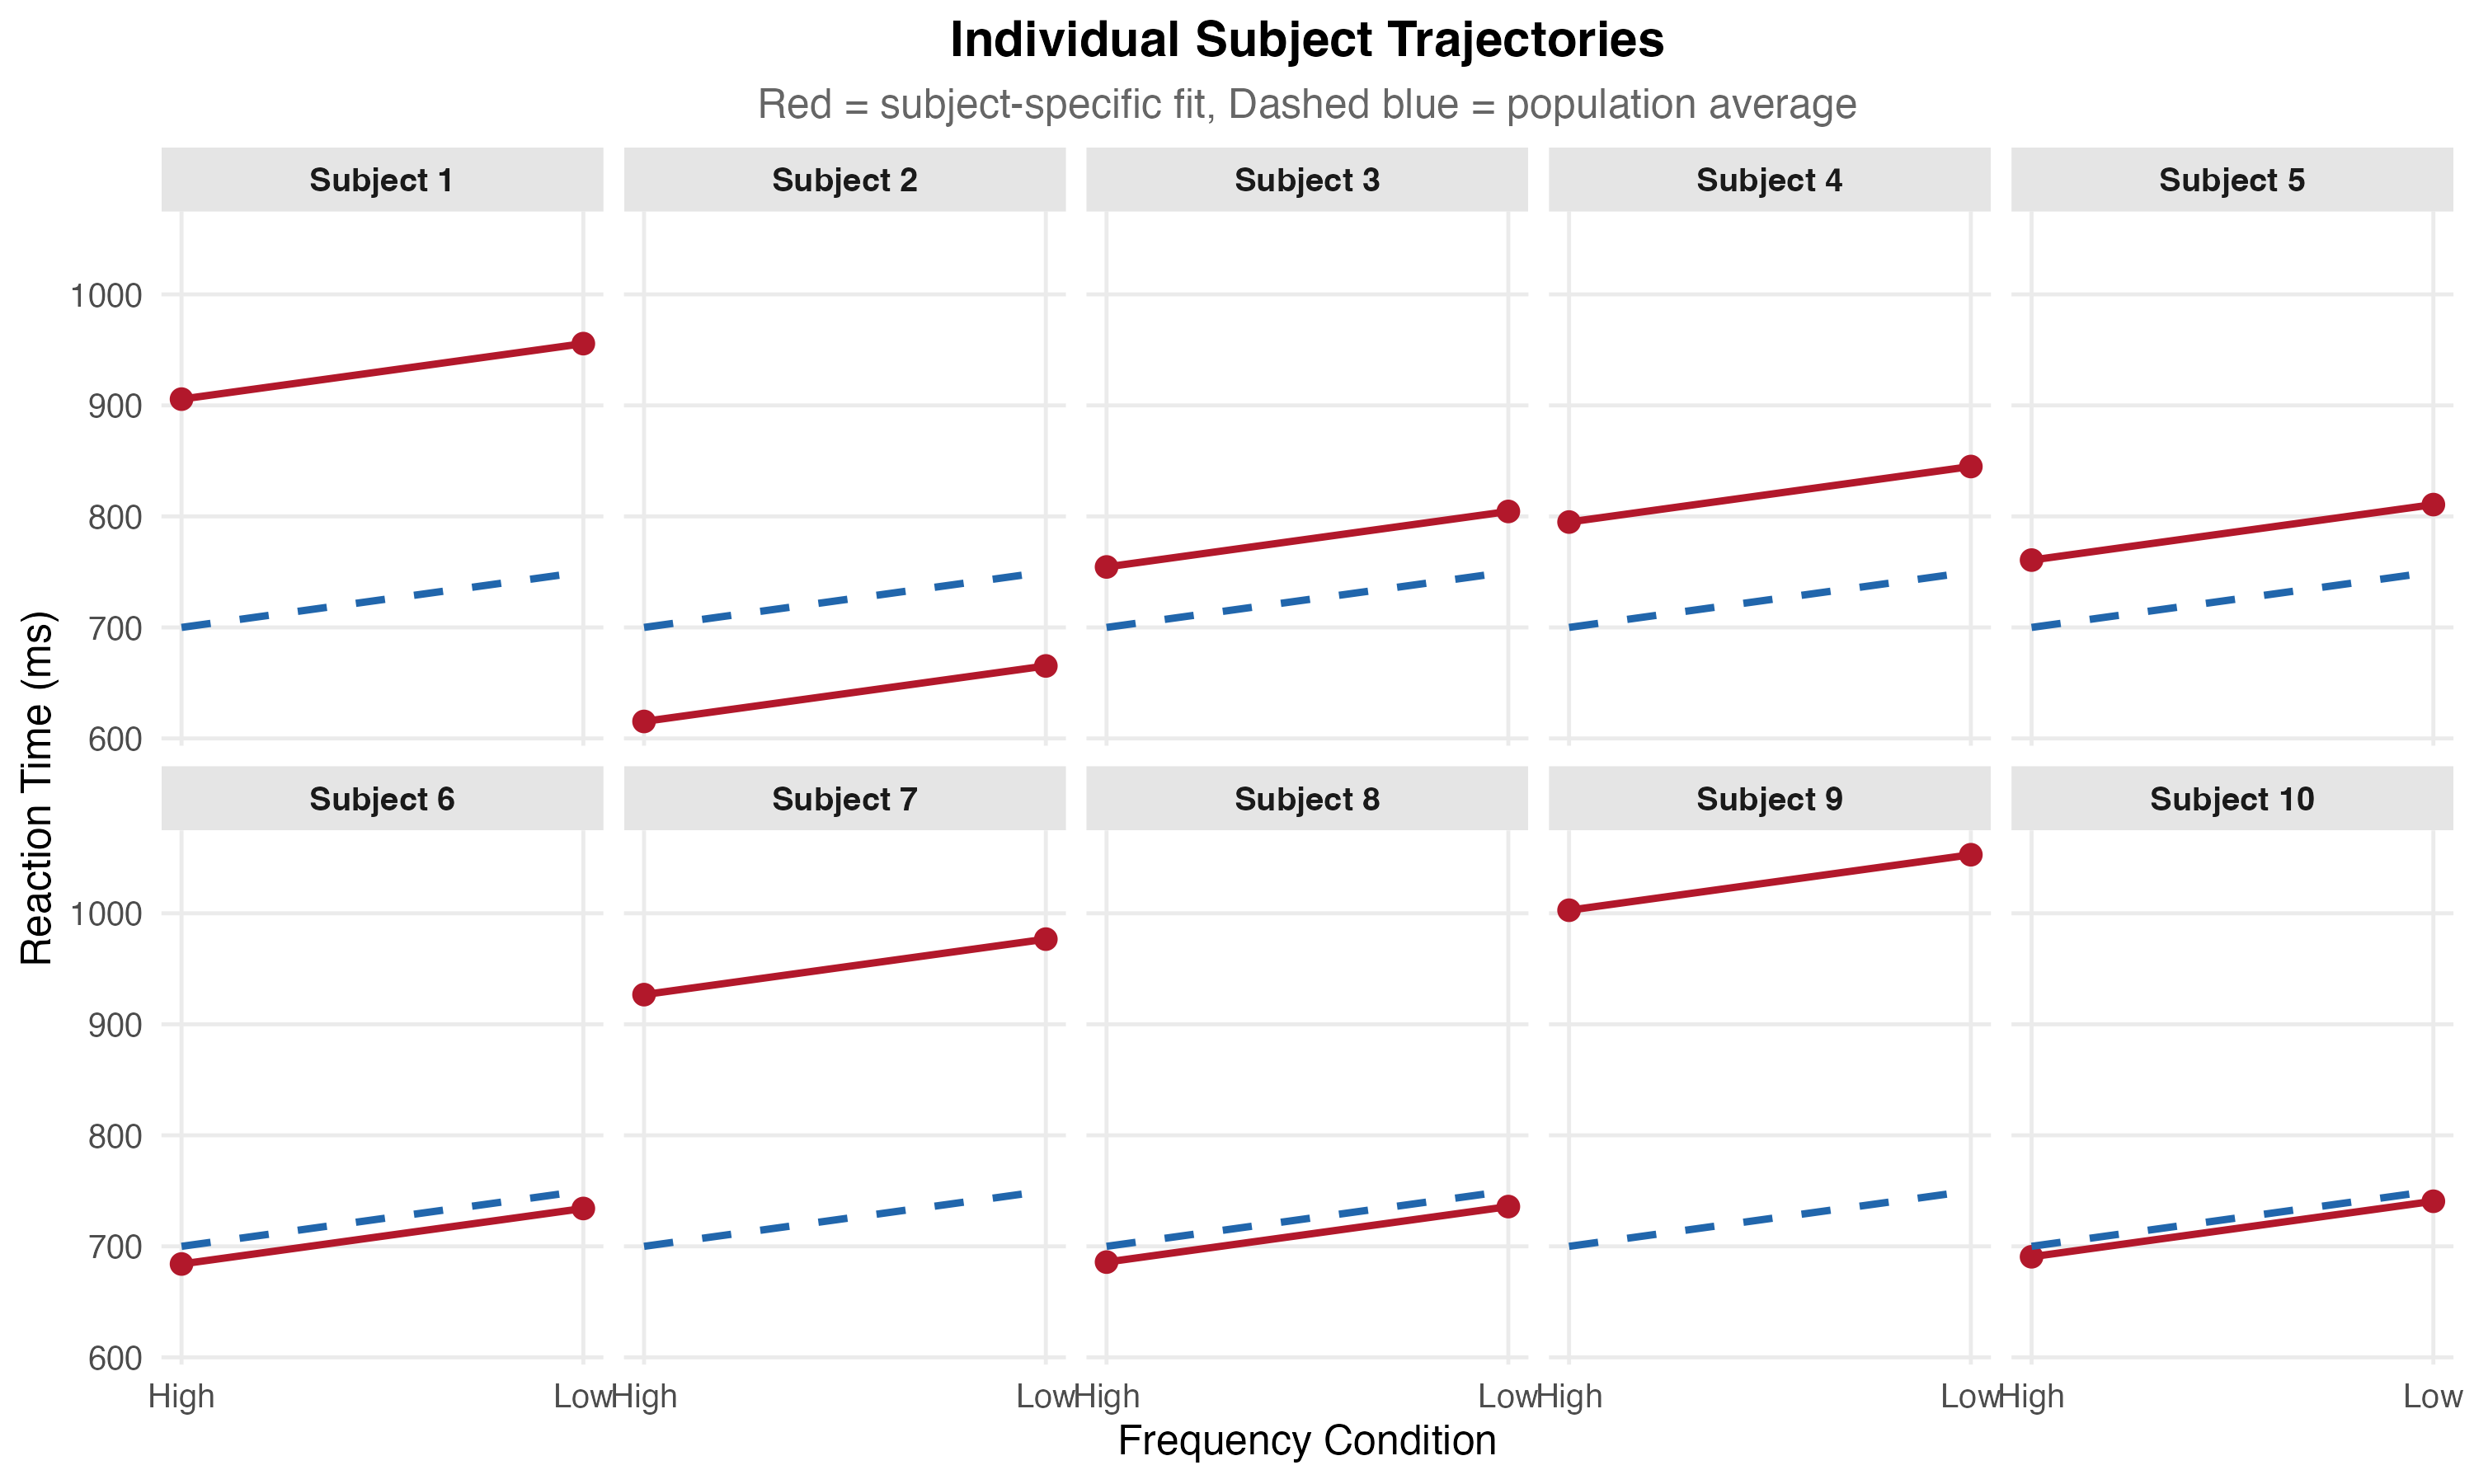 Individual Subject Trajectories
Red = subject-specific fit, Dashed blue = population average
Subject 1
Subject 2
Subject 3
Subject 4
Subject 5
1000
900
800
700
600
Reaction Time (ms)
Subject 6
Subject 7
Subject 8
Subject 9
Subject 10
1000
900
800
700
600
High Low High Low High Low High Low High Low
Frequency Condition